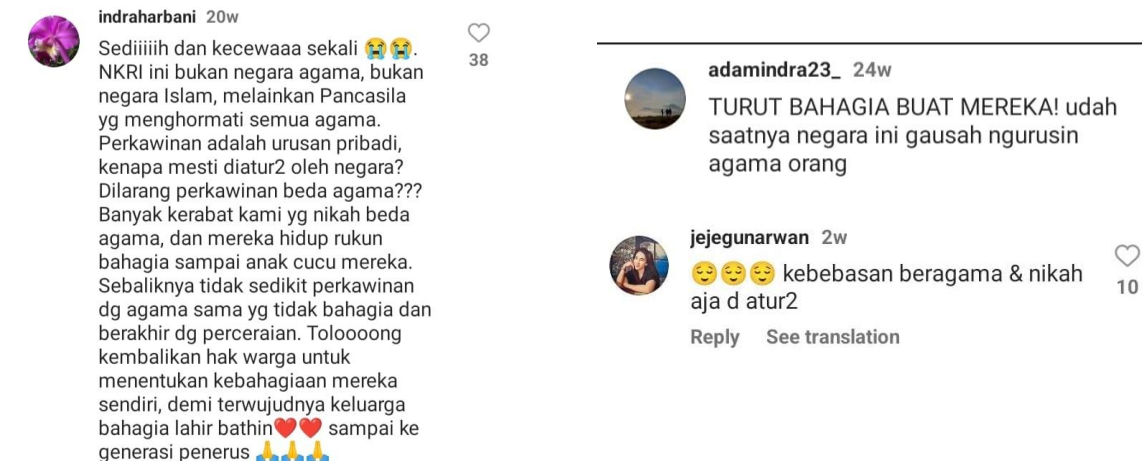 indraharbani 20w
Sediiiiih dan kecewaaa sekali 😭😭.
NKRI ini bukan negara agama, bukan
negara Islam, melainkan Pancasila
yg menghormati semua agama.
Perkawinan adalah urusan pribadi,
kenapa mesti diatur2 oleh negara?
Dilarang perkawinan beda agama???
Banyak kerabat kami yg nikah beda
agama, dan mereka hidup rukun
bahagia sampai anak cucu mereka.
Sebaliknya tidak sedikit perkawinan
dg agama sama yg tidak bahagia dan
berakhir dg perceraian. Toloooong
kembalikan hak warga untuk
menentukan kebahagiaan mereka
sendiri, demi terwujudnya keluarga
bahagia lahir bathin❤️❤️ sampai ke
generasi penerus 🙏🙏🙏
38
adamindra23_ 24w
TURUT BAHAGIA BUAT MEREKA! udah
saatnya negara ini gausah ngurusin
agama orang
jejegunarwan 2w
😌😌😌 kebebasan beragama & nikah
aja d atur2
Reply See translation
10